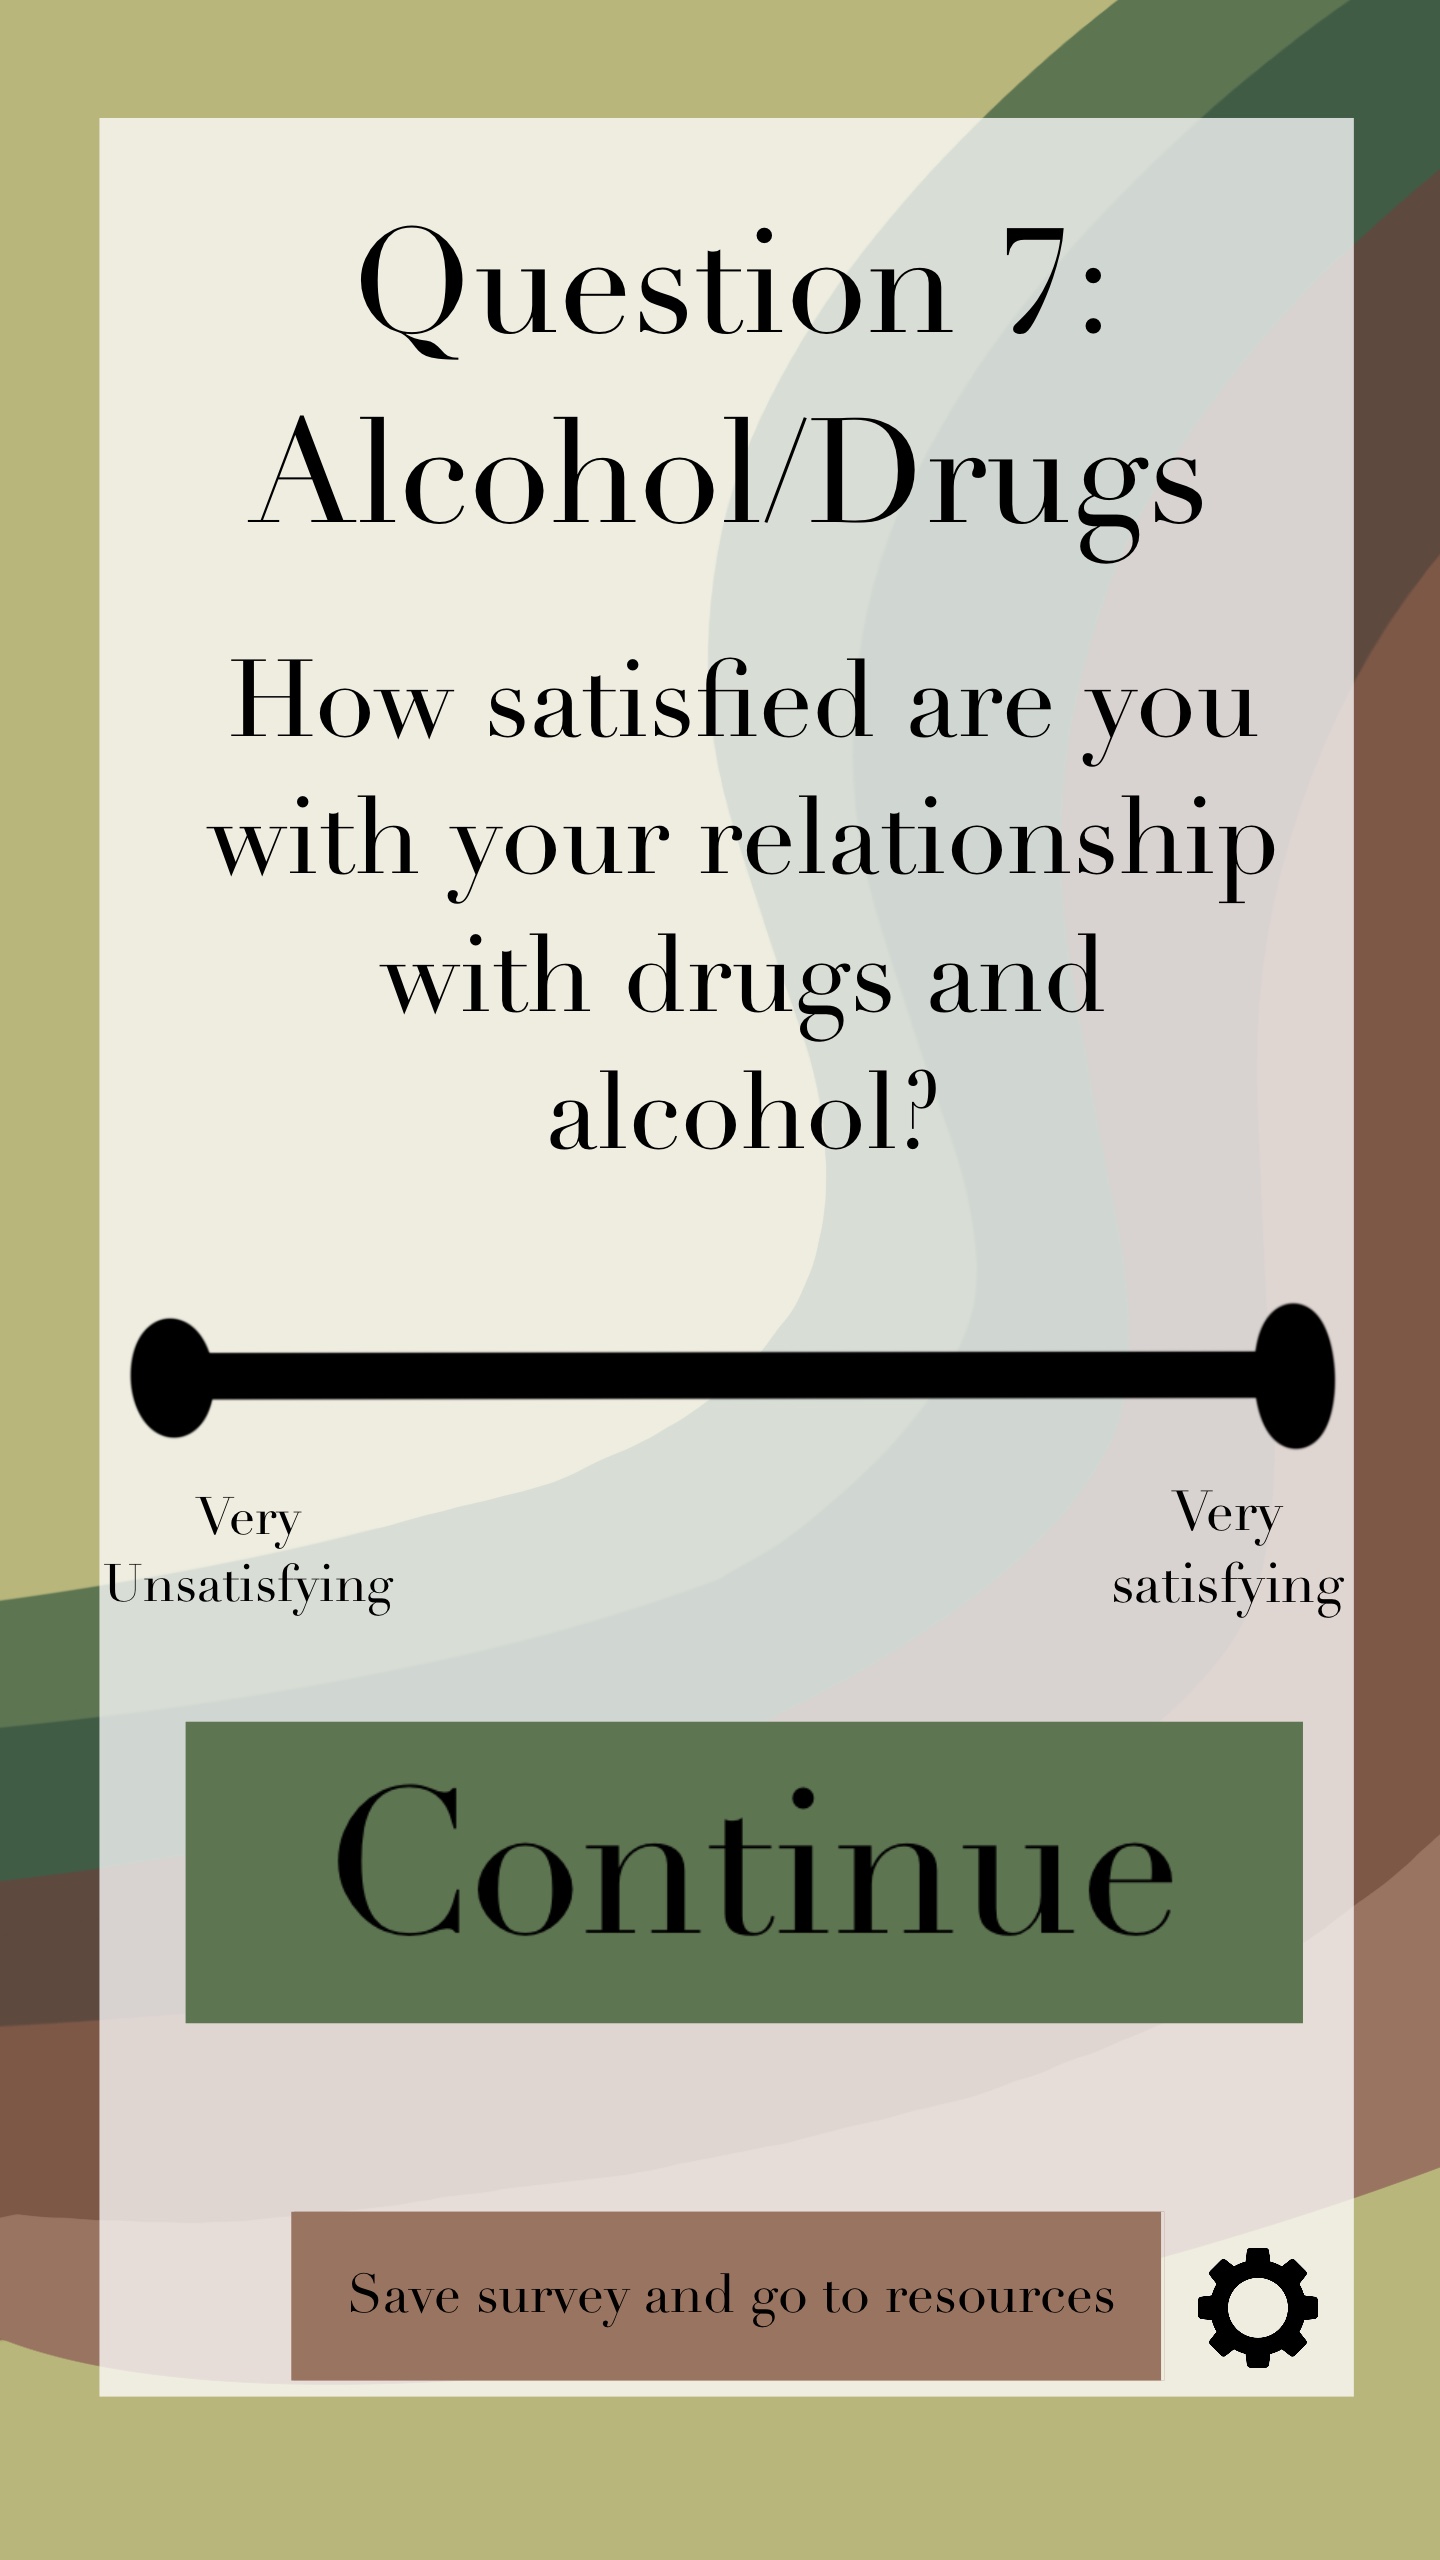 Question 7:
Alcohol/Drugs
How satisfied are you
with your relationship
with drugs and
alcohol?
Very
Unsatisfying
Very
satisfying
Continue
Save survey and go to resources